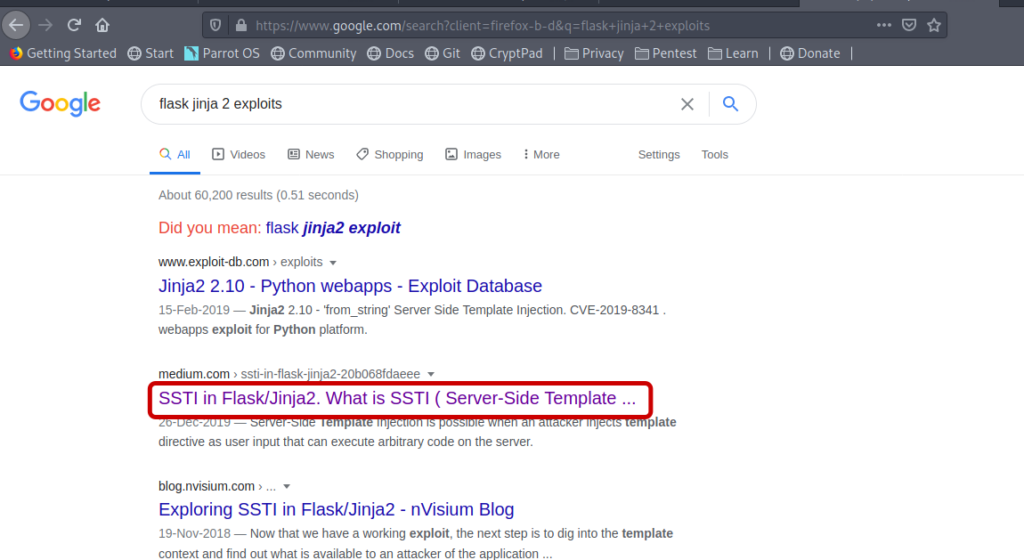 https://www.google.com/search?client=firefox-b-d&q=flask+jinja+2+exploits
Getting Started Start Parrot OS Community Docs Git CryptPad Privacy Pentest Learn Donate
Google flask jinja 2 exploits
All Videos News Shopping Images More Settings Tools
About 60,200 results (0.51 seconds)
Did you mean: flask jinja2 exploit
www.exploit-db.com › exploits
Jinja2 2.10 - Python webapps - Exploit Database
15-Feb-2019 — Jinja2 2.10 - 'from_string' Server Side Template Injection. CVE-2019-8341 .
webapps exploit for Python platform.
medium.com › ssti-in-flask-jinja2-20b068fdaeee
SSTI in Flask/Jinja2. What is SSTI ( Server-Side Template ...
26-Dec-2019 — Server-Side Template Injection is possible when an attacker injects template
directive as user input that can execute arbitrary code on the server.
blog.nvisium.com › ...
Exploring SSTI in Flask/Jinja2 - nVisium Blog
19-Nov-2018 — Now that we have a working exploit, the next step is to dig into the template
context and find out what is available to an attacker of the application ...